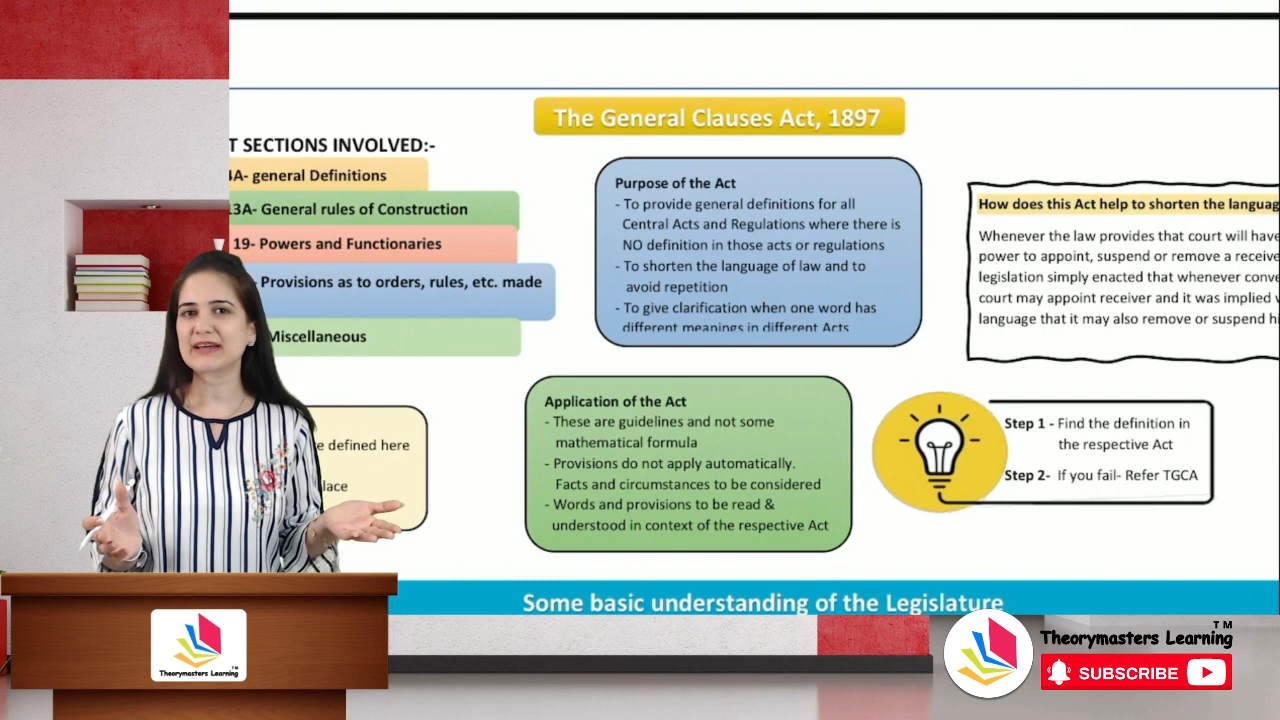 The General Clauses Act, 1897
T SECTIONS INVOLVED:-
4A- general Definitions
13A- General rules of Construction
19- Powers and Functionaries
- Provisions as to orders, rules, etc. made
Miscellaneous
Purpose of the Act
- To provide general definitions for all
Central Acts and Regulations where there is
NO definition in those acts or regulations
- To shorten the language of law and to
avoid repetition
- To give clarification when one word has
different meanings in different Acts
How does this Act help to shorten the languag
Whenever the law provides that court will have
power to appoint, suspend or remove a receive
legislation simply enacted that whenever conve
court may appoint receiver and it was implied
language that it may also remove or suspend h
e defined here
lace
Application of the Act
- These are guidelines and not some
mathematical formula
- Provisions do not apply automatically.
Facts and circumstances to be considered
- Words and provisions to be read &
understood in context of the respective Act
Step 1 - Find the definition in
the respective Act
Step 2- If you fail- Refer TGCA
Some basic understanding of the Legislature
Theorymasters Learning TM
Theorymasters Learning TM
SUBSCRIBE